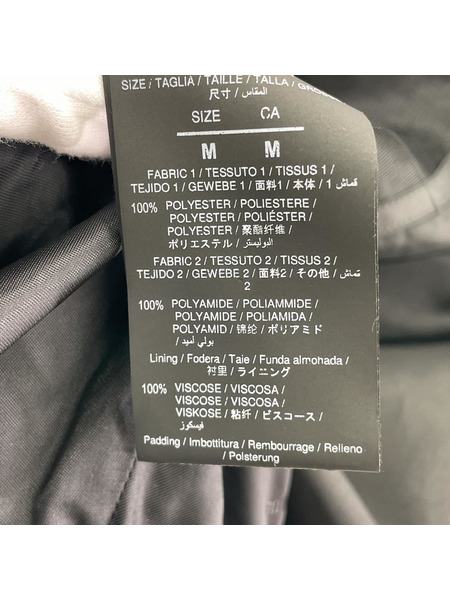 SIZE / TAGLIA / TAILLE / TALLA /
尺寸 / المقاس /
SIZE CA
M M
FABRIC 1 / TESSUTO 1 / TISSUS 1 /
TEJIDO 1 / GEWEBE 1 / 面料1 / 本体 / قماش 1 /
100% POLYESTER / POLIESTERE /
POLYESTER / POLIÉSTER /
POLYESTER / 聚酯纤维 /
ポリエステル / البوليستر
FABRIC 2 / TESSUTO 2 / TISSUS 2 /
TEJIDO 2 / GEWEBE 2 / 面料2 / その他 / قماش /
2
100% POLYAMIDE / POLIAMMIDE /
POLYAMIDE / POLIAMIDA /
POLYAMID / 锦纶 / ポリアミド
/ بولي أميد
Lining / Fodera / Taie / Funda almohada /
衬里 / ライニング
100% VISCOSE / VISCOSA /
VISCOSE / VISCOSA /
VISKOSE / 粘纤 / ビスコース /
فيسكوز /
Padding / Imbottitura / Rembourrage / Relleno
/ Polsterung